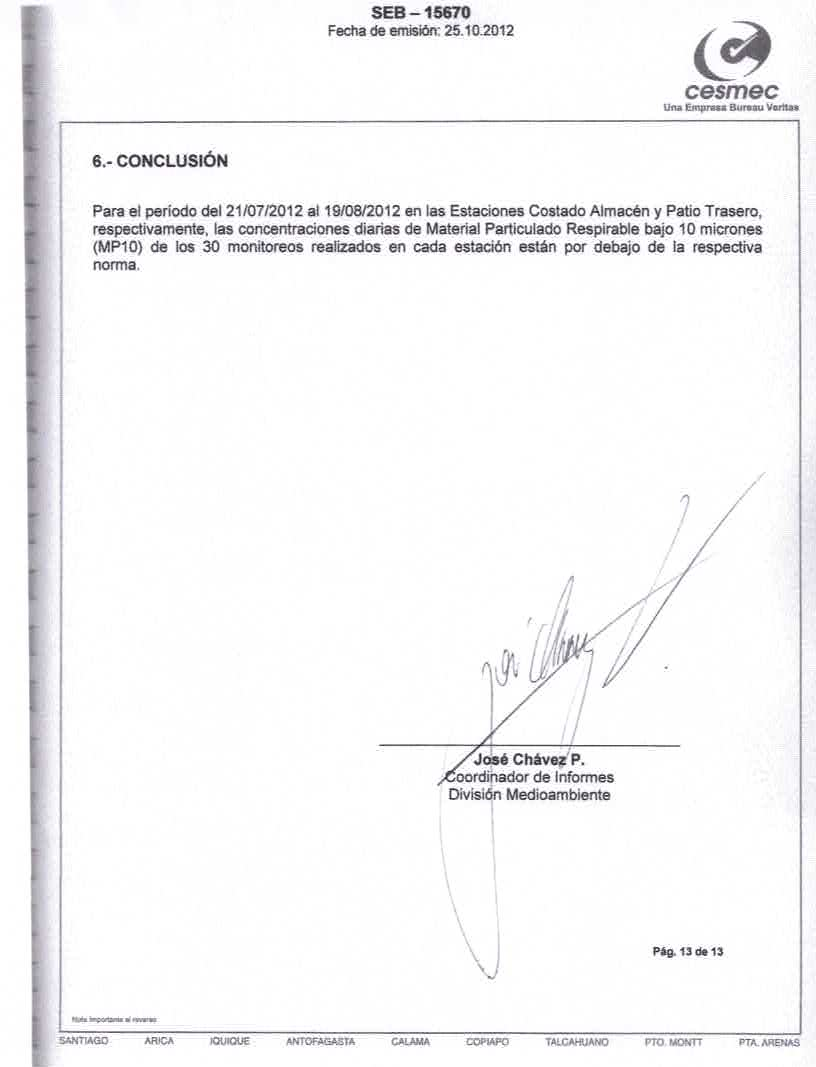 SEB – 15670
Fecha de emisión: 25.10.2012
cesmec
Una Empresa Bureau Veritas
6.- CONCLUSIÓN
Para el período del 21/07/2012 al 19/08/2012 en las Estaciones Costado Almacén y Patio Trasero,
respectivamente, las concentraciones diarias de Material Particulado Respirable bajo 10 micrones
(MP10) de los 30 monitoreos realizados en cada estación están por debajo de la respectiva
norma.
José Chávez P.
Coordinador de Informes
División Medioambiente
Pág. 13 de 13
Nota Importante al reverso
SANTIAGO ARICA IQUIQUE ANTOFAGASTA CALAMA COPIAPO TALCAHUANO PTO. MONTT PTA. ARENAS